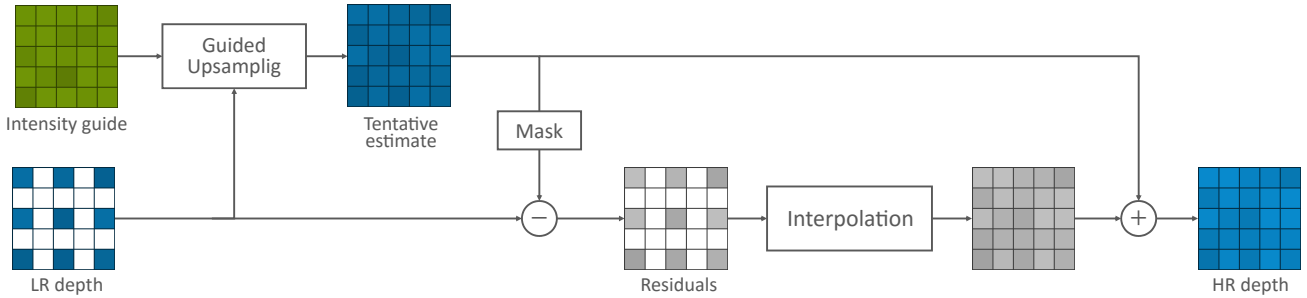 Guided
Upsamplig
Intensity guide
Tentative
estimate
Mask
−
Interpolation
+
LR depth
Residuals
HR depth